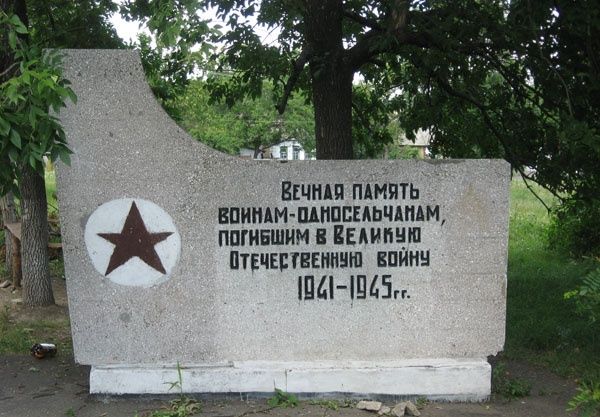 Вечная память
воинам-односельчанам,
погибшим в Великую
Отечественную войну
1941-1945гг.